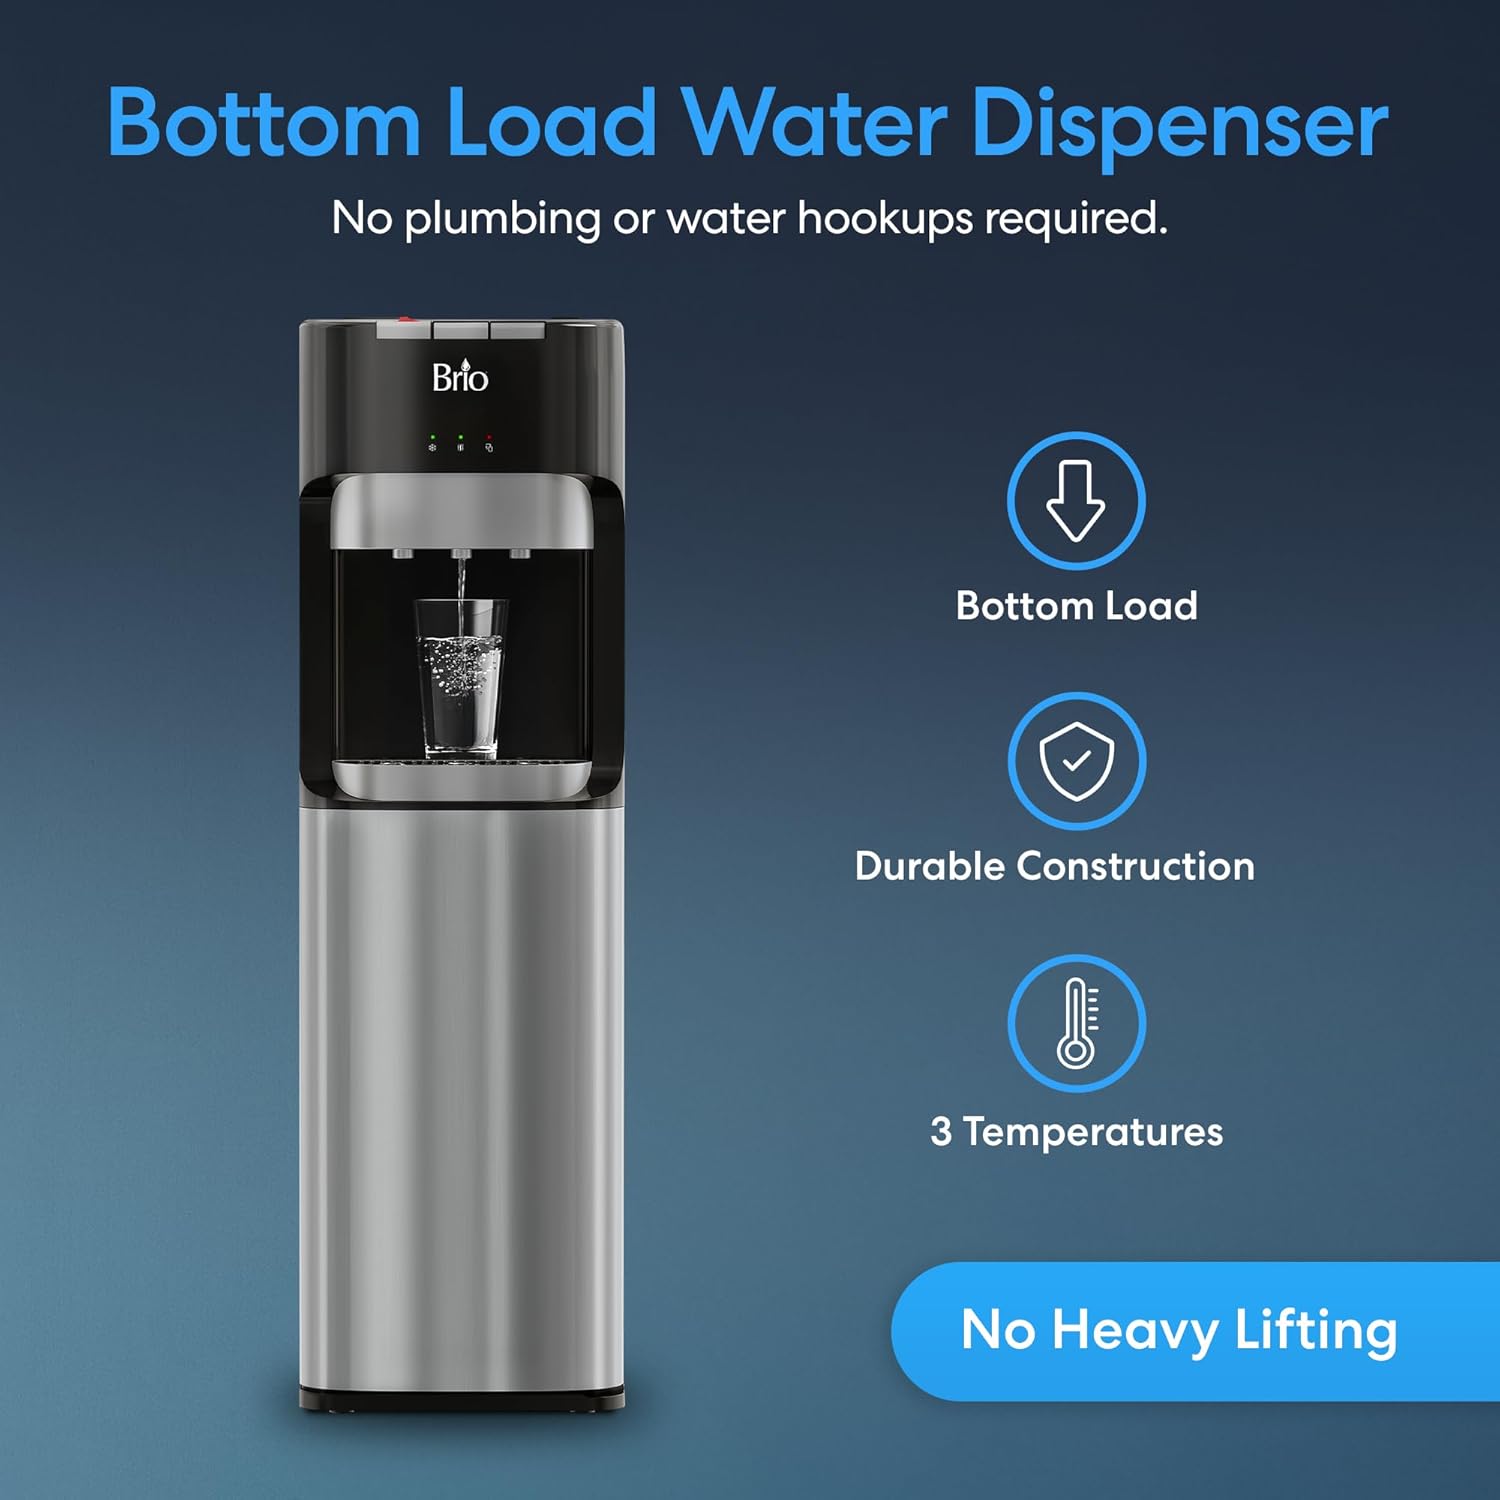 Bottom Load Water Dispenser
No plumbing or water hookups required.
Brio
Bottom Load
Durable Construction
3 Temperatures
No Heavy Lifting